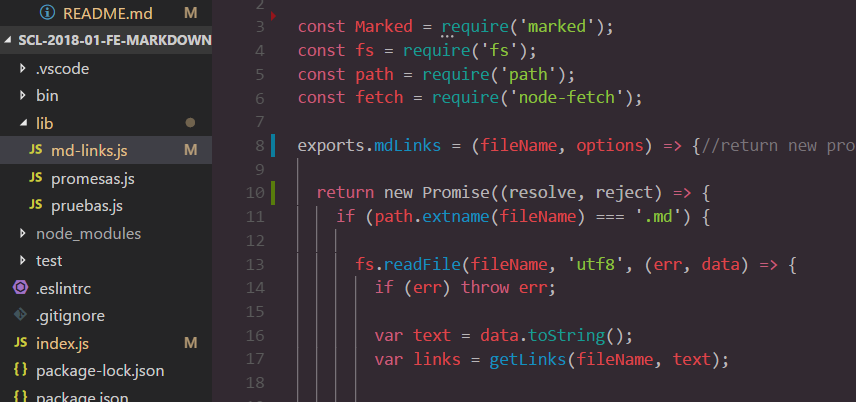 README.md M
SCL-2018-01-FE-MARKDOWN
.vscode
bin
lib
JS md-links.js M
JS promesas.js
JS pruebas.js
node_modules
test
.eslintrc
.gitignore
JS index.js M
{} package-lock.json
{} package.json
2
3 const Marked = require('marked');
4 const fs = require('fs');
5 const path = require('path');
6 const fetch = require('node-fetch');
7
8 exports.mdLinks = (fileName, options) => {//return new pro
9
10 return new Promise((resolve, reject) => {
11 if (path.extname(fileName) === '.md') {
12
13 fs.readFile(fileName, 'utf8', (err, data) => {
14 if (err) throw err;
15
16 var text = data.toString();
17 var links = getLinks(fileName, text);
18